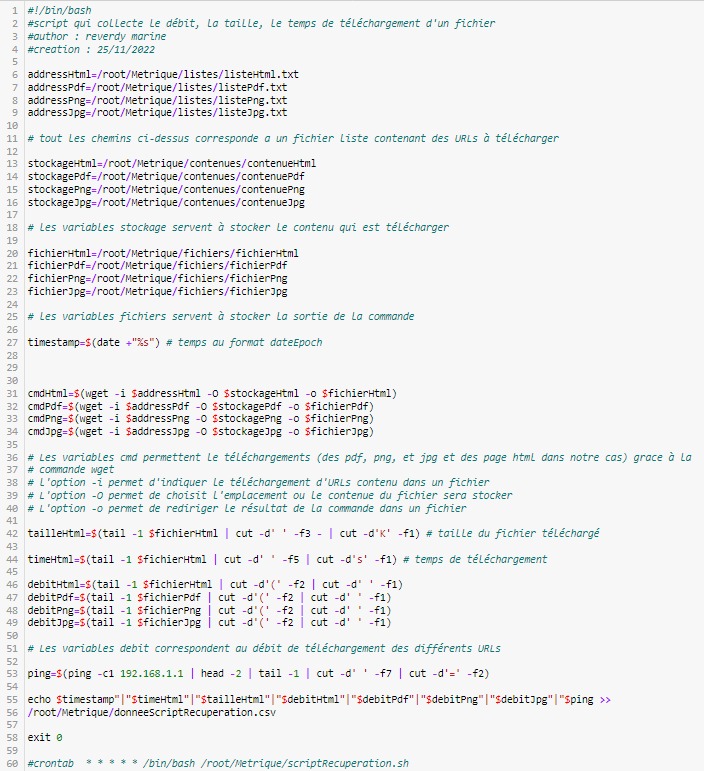 1 #!/bin/bash
2 #script qui collecte le débit, la taille, le temps de téléchargement d'un fichier
3 #author : reverdy marine
4 #creation : 25/11/2022
5
6 addressHtml=/root/Metrique/listes/listeHtml.txt
7 addressPdf=/root/Metrique/listes/listePdf.txt
8 addressPng=/root/Metrique/listes/listePng.txt
9 addressJpg=/root/Metrique/listes/listeJpg.txt
10
11 # tout les chemins ci-dessus corresponde a un fichier liste contenant des URLs à télécharger
12
13 stockageHtml=/root/Metrique/contenues/contenueHtml
14 stockagePdf=/root/Metrique/contenues/contenuePdf
15 stockagePng=/root/Metrique/contenues/contenuePng
16 stockageJpg=/root/Metrique/contenues/contenueJpg
17
18 # Les variables stockage servent à stocker le contenu qui est télécharger
19
20 fichierHtml=/root/Metrique/fichiers/fichierHtml
21 fichierPdf=/root/Metrique/fichiers/fichierPdf
22 fichierPng=/root/Metrique/fichiers/fichierPng
23 fichierJpg=/root/Metrique/fichiers/fichierJpg
24
25 # Les variables fichiers servent à stocker la sortie de la commande
26
27 timestamp=$(date +"%s") # temps au format dateEpoch
28
29
30
31 cmdHtml=$(wget -i $addressHtml -O $stockageHtml -o $fichierHtml)
32 cmdPdf=$(wget -i $addressPdf -O $stockagePdf -o $fichierPdf)
33 cmdPng=$(wget -i $addressPng -O $stockagePng -o $fichierPng)
34 cmdJpg=$(wget -i $addressJpg -O $stockageJpg -o $fichierJpg)
35
36 # Les variables cmd permettent le téléchargements (des pdf, png, et jpg et des page html dans notre cas) grace à la
37 # commande wget
38 # L'option -i permet d'indiquer le téléchargement d'URLs contenu dans un fichier
39 # L'option -O permet de choisit l'emplacement ou le contenue du fichier sera stocker
40 # L'option -o permet de rediriger le résultat de la commande dans un fichier
41
42 tailleHtml=$(tail -1 $fichierHtml | cut -d' ' -f3 - | cut -d'K' -f1) # taille du fichier téléchargé
43
44 timeHtml=$(tail -1 $fichierHtml | cut -d' ' -f5 | cut -d's' -f1) # temps de téléchargement
45
46 debitHtml=$(tail -1 $fichierHtml | cut -d'(' -f2 | cut -d' ' -f1)
47 debitPdf=$(tail -1 $fichierPdf | cut -d'(' -f2 | cut -d' ' -f1)
48 debitPng=$(tail -1 $fichierPng | cut -d'(' -f2 | cut -d' ' -f1)
49 debitJpg=$(tail -1 $fichierJpg | cut -d'(' -f2 | cut -d' ' -f1)
50
51 # Les variables debit correspondent au débit de téléchargement des différents URLs
52
53 ping=$(ping -c1 192.168.1.1 | head -2 | tail -1 | cut -d' ' -f7 | cut -d'=' -f2)
54
55 echo $timestamp"|"$timeHtml"|"$tailleHtml"|"$debitHtml"|"$debitPdf"|"$debitPng"|"$debitJpg"|"$ping >>
56 /root/Metrique/donneeScriptRecuperation.csv
57
58 exit 0
59
60 #crontab * * * * * /bin/bash /root/Metrique/scriptRecuperation.sh